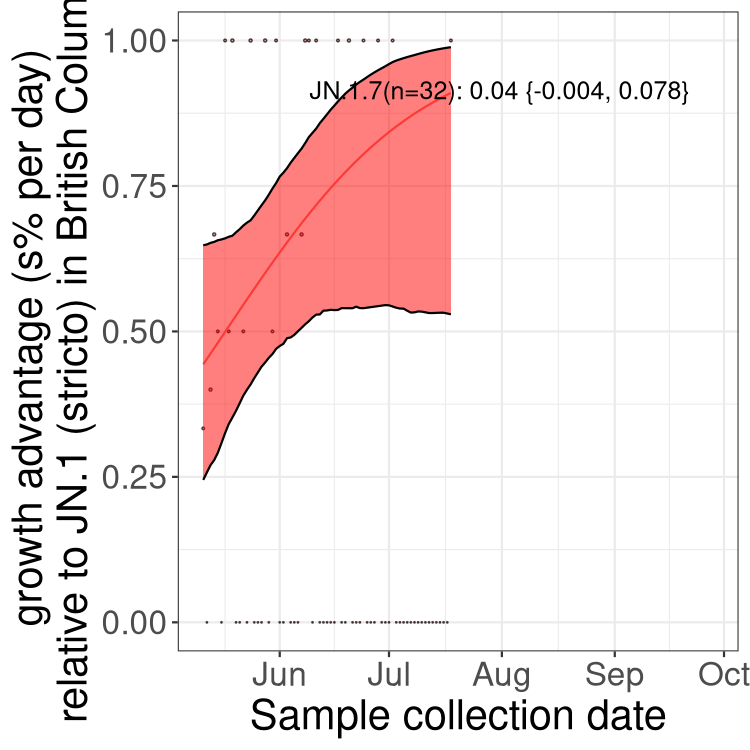 growth advantage (s% per day)
relative to JN.1 (stricto) in British Colum
1.00
0.75
0.50
0.25
0.00
JN.1.7(n=32): 0.04 {-0.004, 0.078}
Jun Jul Aug Sep Oct
Sample collection date